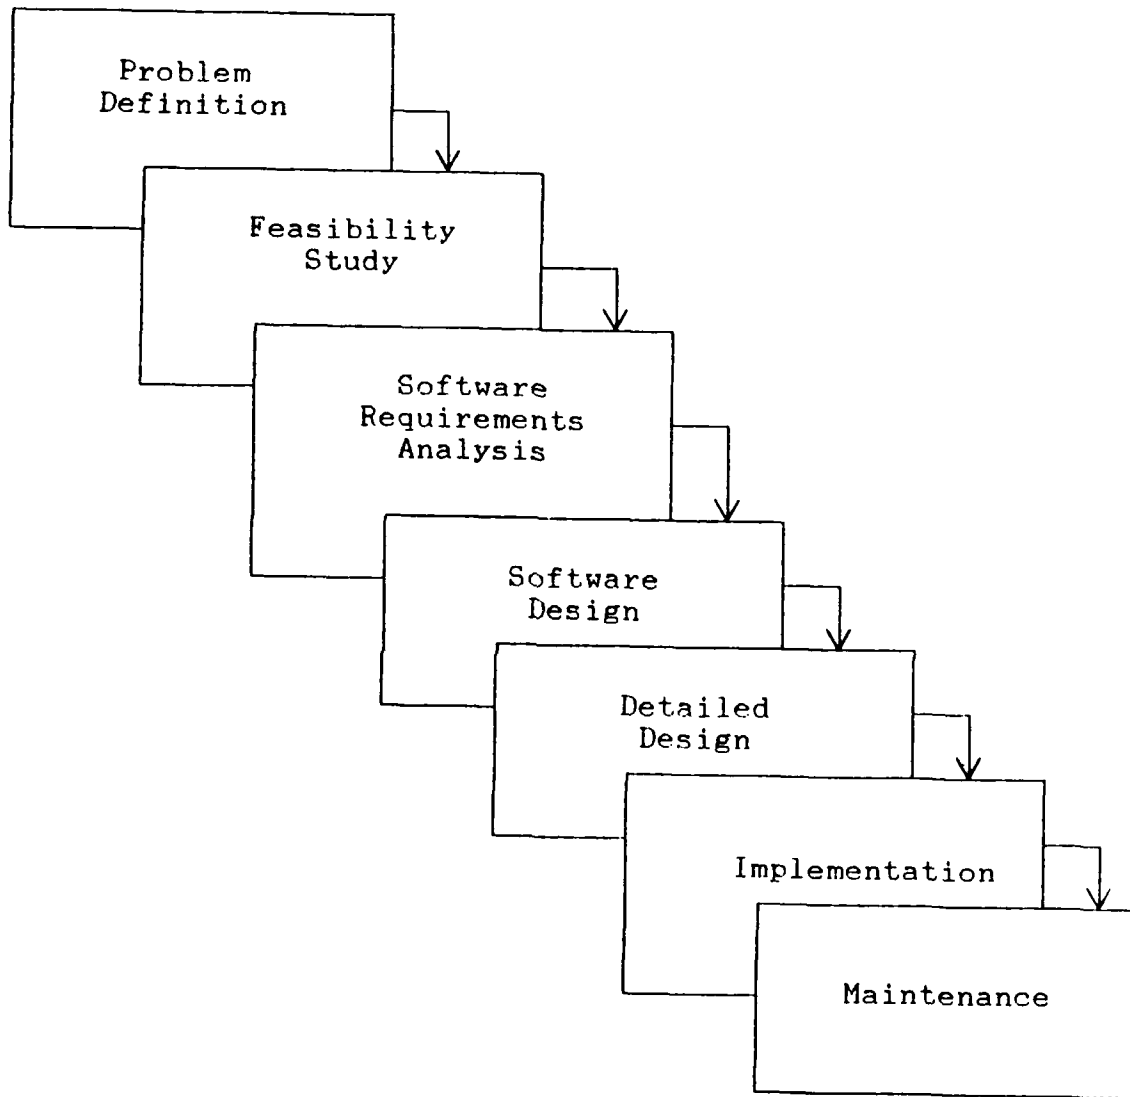 Problem
Definition
Feasibility
Study
Software
Requirements
Analysis
Software
Design
Detailed
Design
Implementation
Maintenance